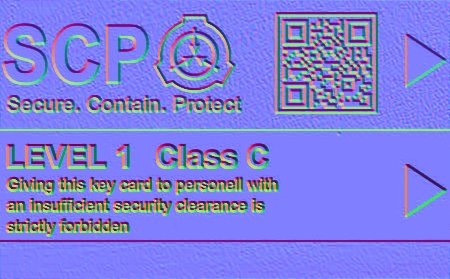 SCP
Secure. Contain. Protect
LEVEL 1 Class C
Giving this key card to personell with
an insufficient security clearance is
strictly forbidden